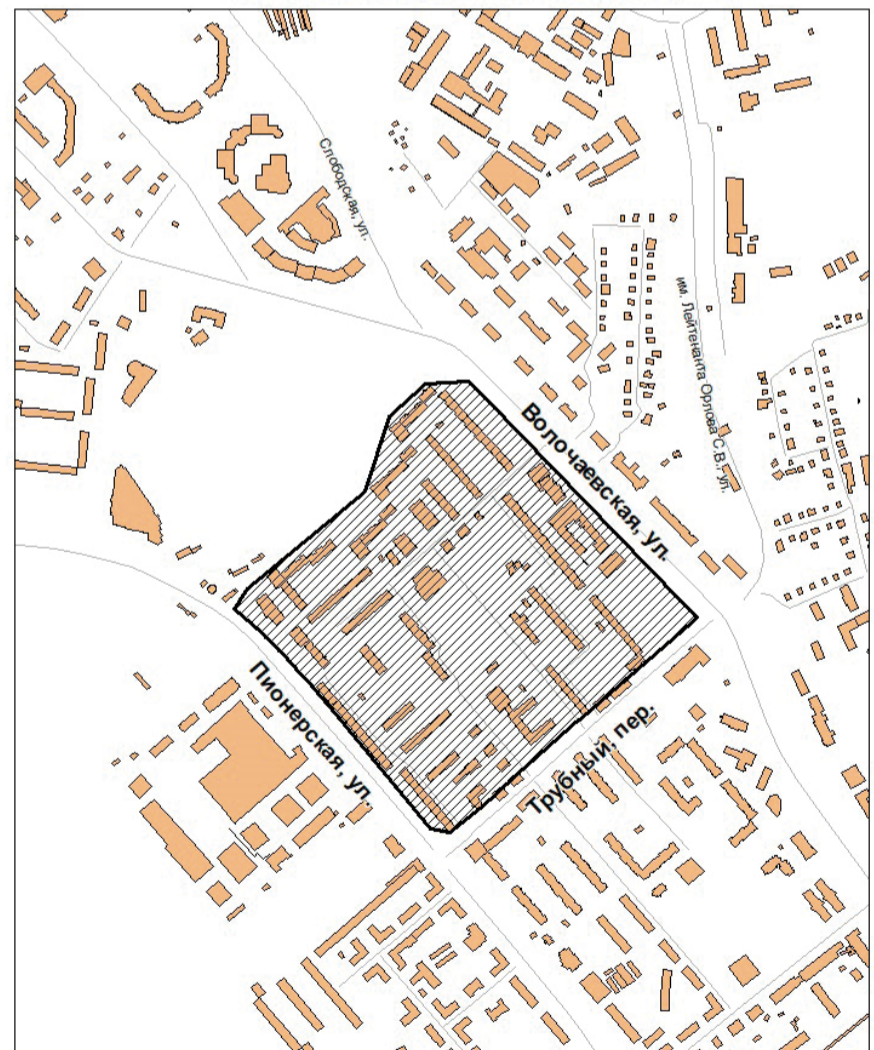 Слободская, ул.
им. Лейтенанта Орлова С.В., ул.
Волочаевская, ул.
Пионерская, ул.
Трубный, пер.